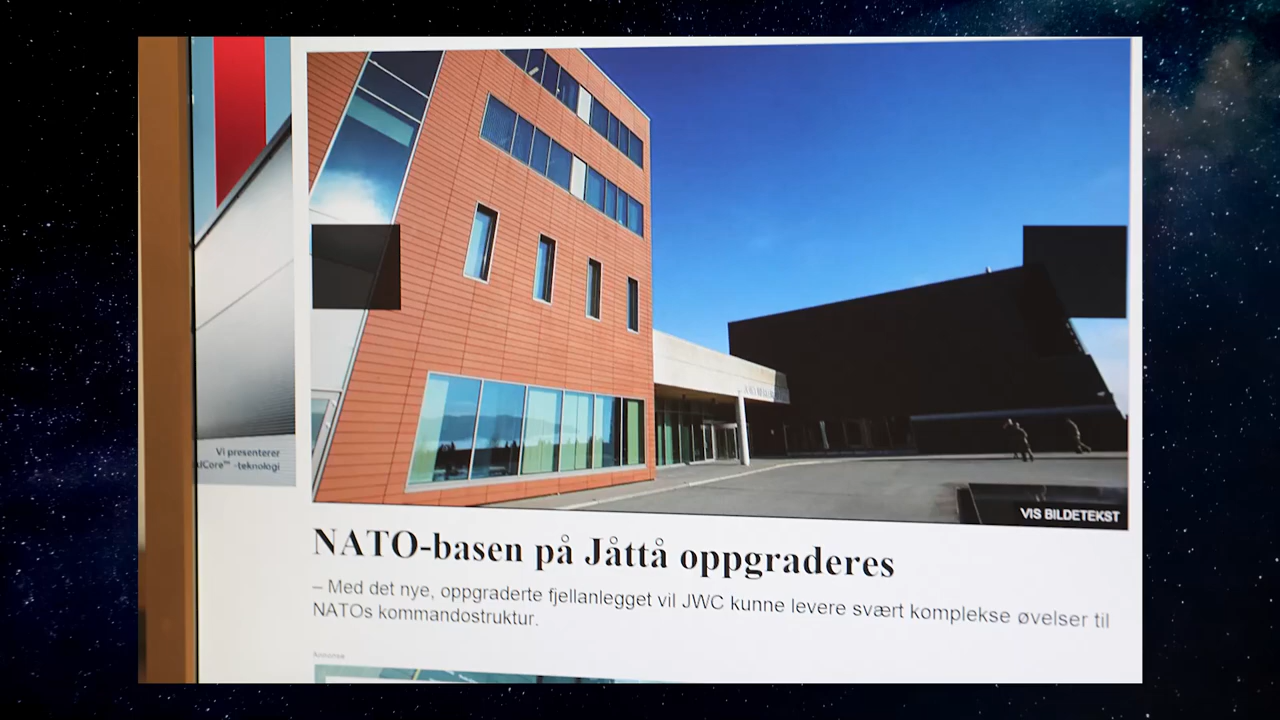 Vi presenterer
-teknologi
VIS BILDETEKST
NATO-basen på Jåttå oppgraderes
– Med det nye, oppgraderte fjellanlegget vil JWC kunne levere svært komplekse øvelser til
NATOs kommandostruktur.
Annonse